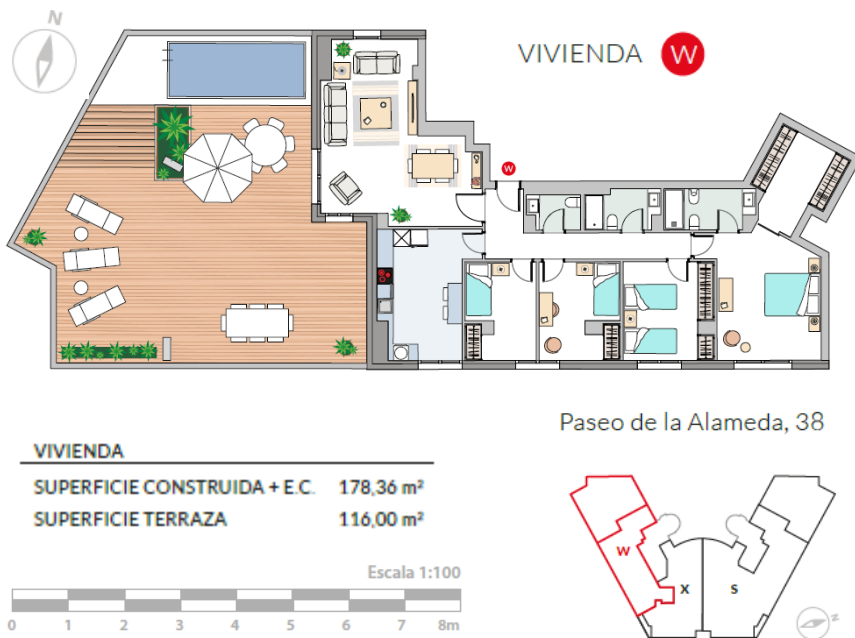 N
VIVIENDA W
W
Paseo de la Alameda, 38
VIVIENDA
SUPERFICIE CONSTRUIDA + E.C. 178,36 m²
SUPERFICIE TERRAZA 116,00 m²
Escala 1:100
0 1 2 3 4 5 6 7 8m
W
X S
N